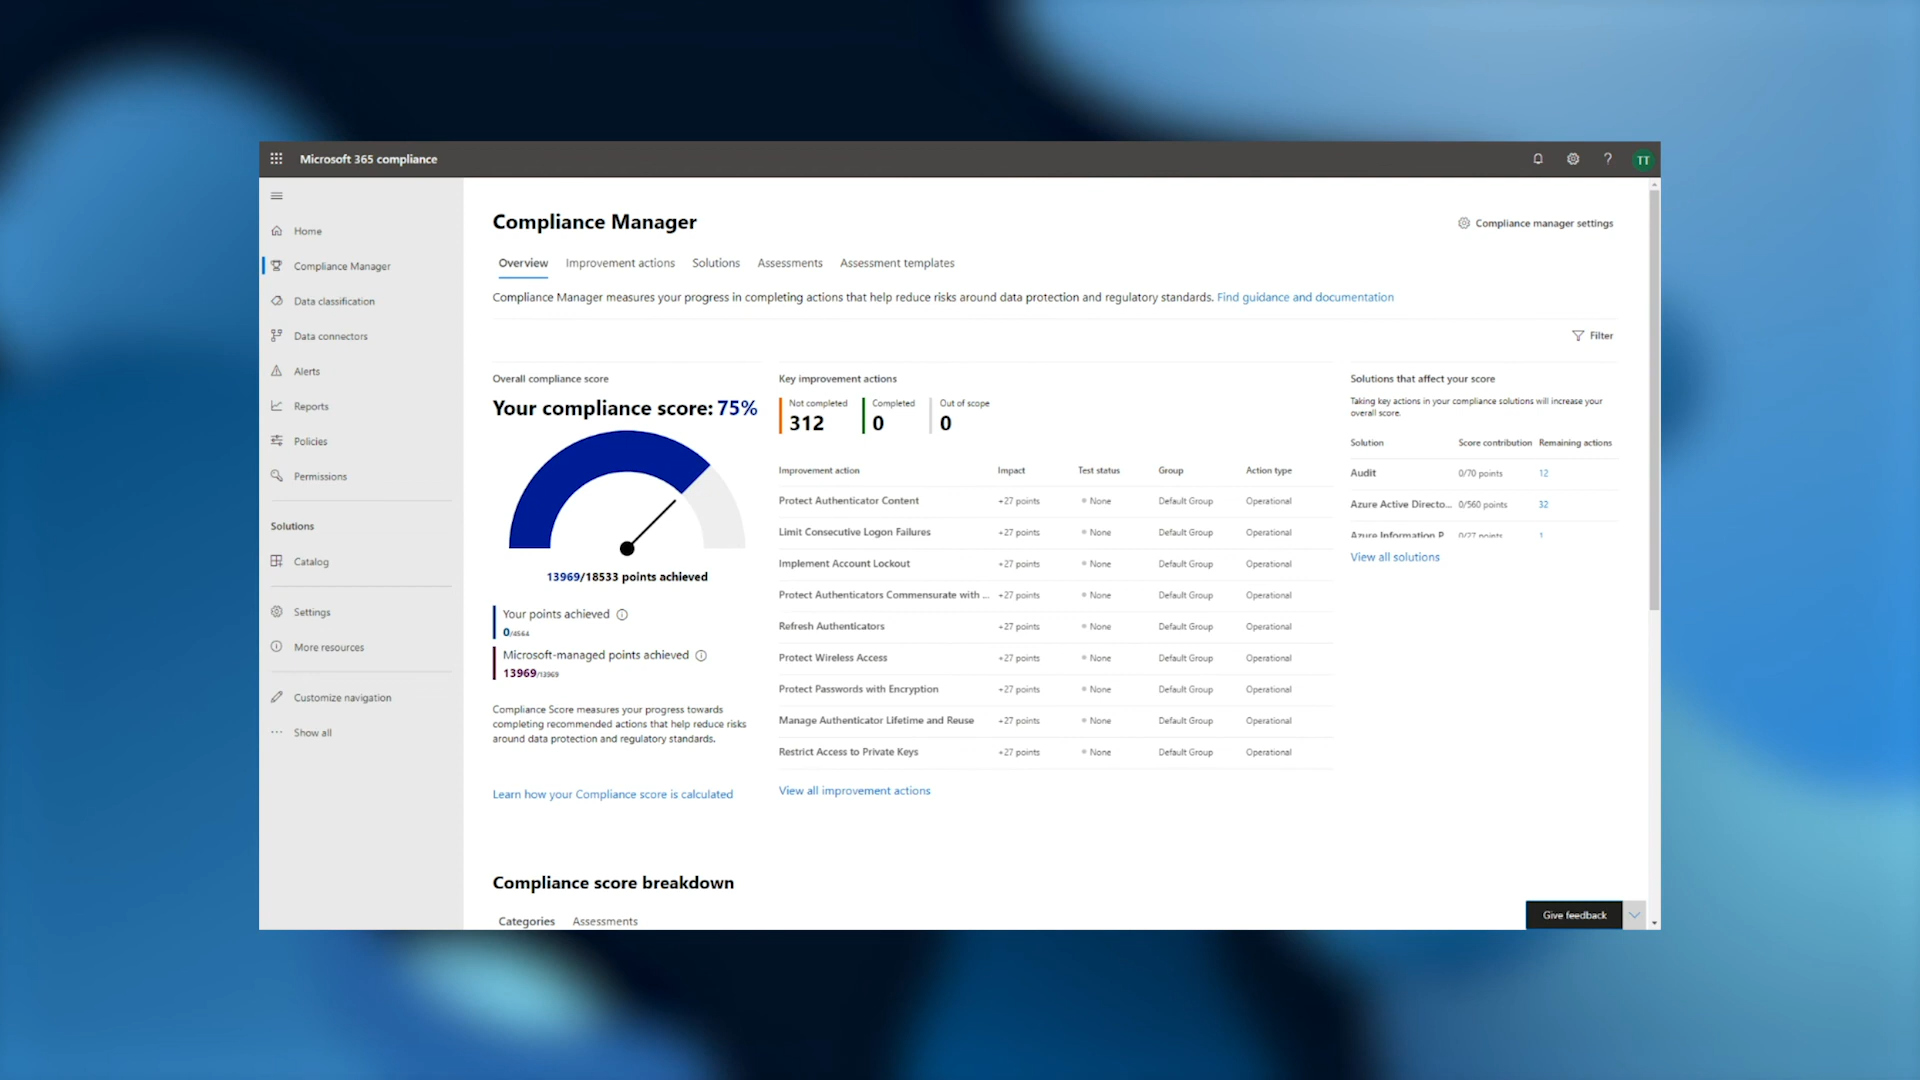 Microsoft 365 compliance
?
TT
Home
Compliance Manager
Data classification
Data connectors
Alerts
Reports
Policies
Permissions
Solutions
Catalog
Settings
More resources
Customize navigation
Show all
Compliance Manager
Compliance manager settings
Overview Improvement actions Solutions Assessments Assessment templates
Compliance Manager measures your progress in completing actions that help reduce risks around data protection and regulatory standards. Find guidance and documentation
Filter
Overall compliance score
Your compliance score: 75%
13969/18533 points achieved
Your points achieved
0/4564
Microsoft-managed points achieved
13969/13969
Compliance Score measures your progress towards
completing recommended actions that help reduce risks
around data protection and regulatory standards.
Learn how your Compliance score is calculated
Key improvement actions
Not completed Completed Out of scope
312 0 0
Improvement action Impact Test status Group Action type
Protect Authenticator Content +27 points None Default Group Operational
Limit Consecutive Logon Failures +27 points None Default Group Operational
Implement Account Lockout +27 points None Default Group Operational
Protect Authenticators Commensurate with ... +27 points None Default Group Operational
Refresh Authenticators +27 points None Default Group Operational
Protect Wireless Access +27 points None Default Group Operational
Protect Passwords with Encryption +27 points None Default Group Operational
Manage Authenticator Lifetime and Reuse +27 points None Default Group Operational
Restrict Access to Private Keys +27 points None Default Group Operational
View all improvement actions
Solutions that affect your score
Taking key actions in your compliance solutions will increase your
overall score.
Solution Score contribution Remaining actions
Audit 0/70 points 12
Azure Active Directo... 0/560 points 32
Azure Information P... 0/27 points 1
View all solutions
Compliance score breakdown
Categories Assessments
Give feedback